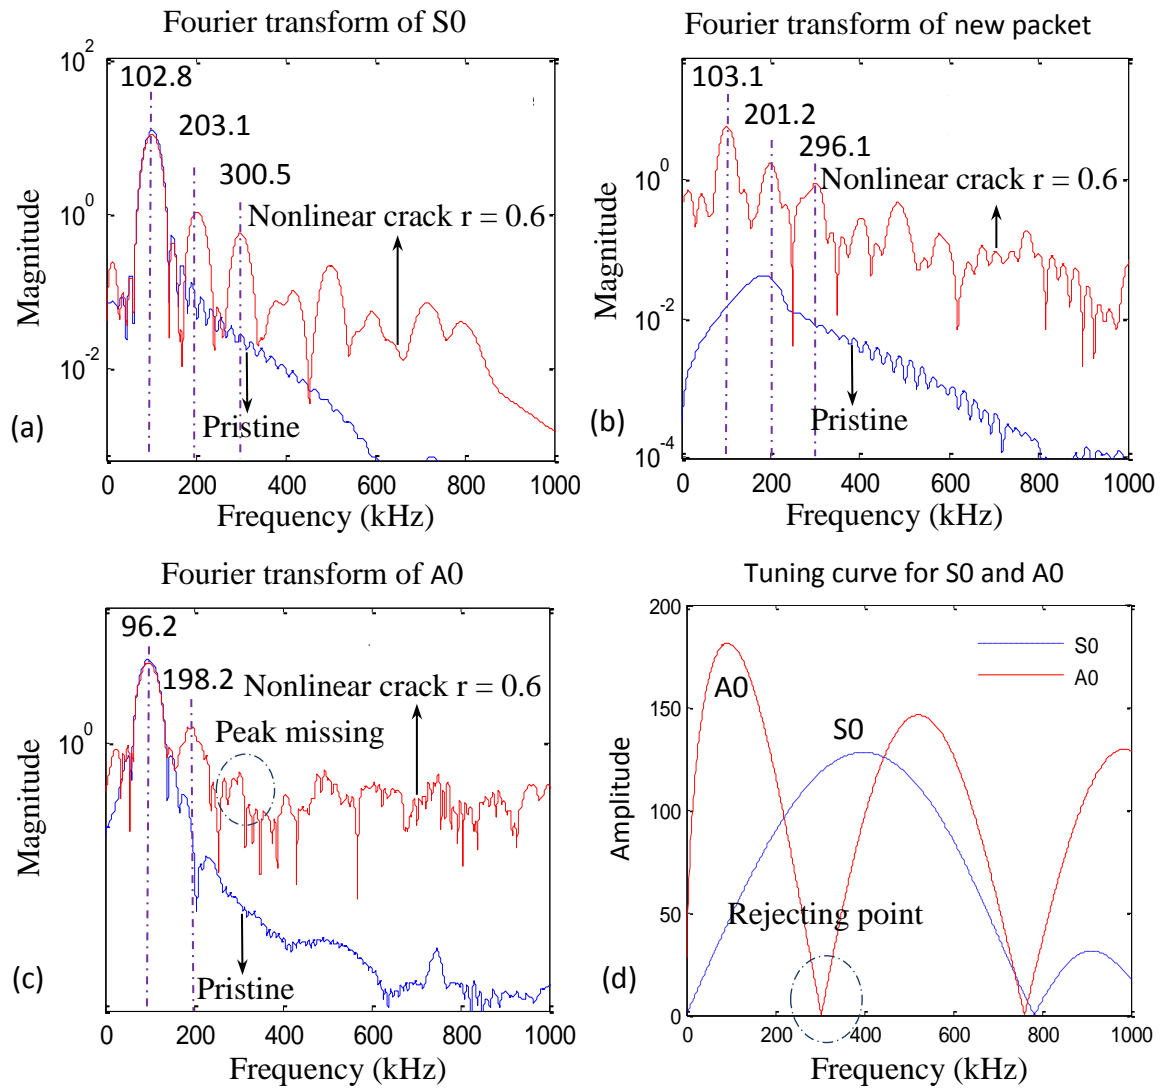 Fourier transform of S0
10^2
102.8
203.1
300.5
10^0
Nonlinear crack r = 0.6
Magnitude
10^-2
Pristine
(a)
0 200 400 600 800 1000
Frequency (kHz)
Fourier transform of new packet
103.1
201.2
296.1
10^0
Nonlinear crack r = 0.6
Magnitude
10^-2
Pristine
(b)
10^-4
0 200 400 600 800 1000
Frequency (kHz)
Fourier transform of A0
96.2
198.2
Nonlinear crack r = 0.6
Peak missing
10^0
Magnitude
Pristine
(c)
0 200 400 600 800 1000
Frequency (kHz)
Tuning curve for S0 and A0
200
S0
A0
A0
150
S0
Amplitude
100
50
Rejecting point
(d)
0
0 200 400 600 800 1000
Frequency (kHz)